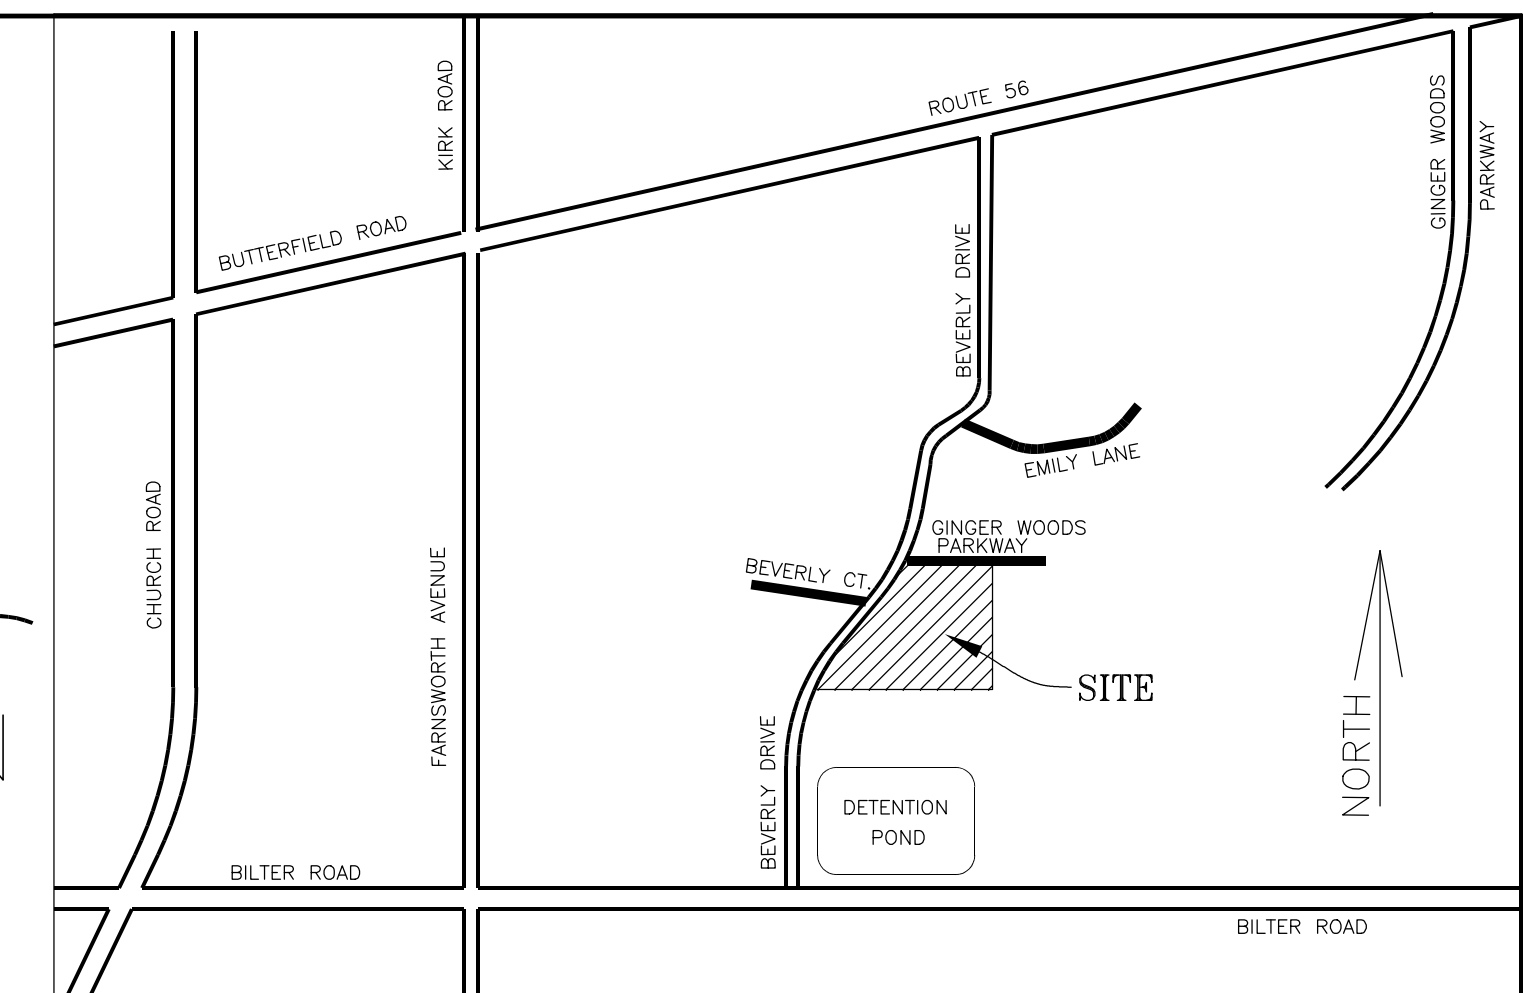 KIRK ROAD
ROUTE 56
GINGER WOODS
PARKWAY
BUTTERFIELD ROAD
BEVERLY DRIVE
EMILY LANE
CHURCH ROAD
FARNSWORTH AVENUE
GINGER WOODS
PARKWAY
BEVERLY CT.
SITE
NORTH
BEVERLY DRIVE
DETENTION
POND
BILTER ROAD
BILTER ROAD